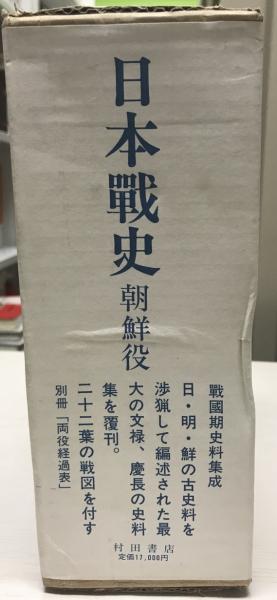 日本戰史 朝鮮役
戰國期史料集成
日・明・鮮の古史料を
渉猟して編述された最
大の文禄、慶長の史料
集を覆刊。
二十二葉の戦図を付す
別冊「両役経過表」
村田書店
定価17,000円